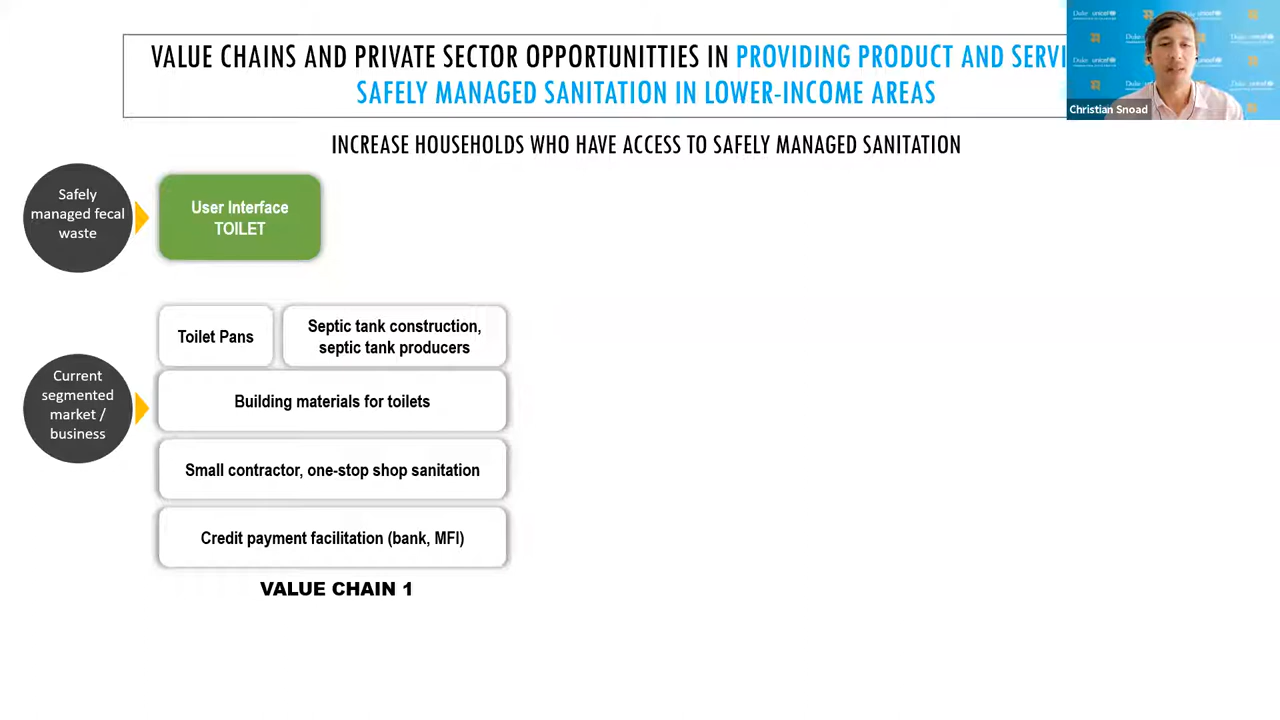 VALUE CHAINS AND PRIVATE SECTOR OPPORTUNITTIES IN PROVIDING PRODUCT AND SERVI
SAFELY MANAGED SANITATION IN LOWER-INCOME AREAS
Duke unicef
Christian Snoad
INCREASE HOUSEHOLDS WHO HAVE ACCESS TO SAFELY MANAGED SANITATION
Safely
managed fecal
waste
User Interface
TOILET
Current
segmented
market /
business
Toilet Pans
Septic tank construction,
septic tank producers
Building materials for toilets
Small contractor, one-stop shop sanitation
Credit payment facilitation (bank, MFI)
VALUE CHAIN 1